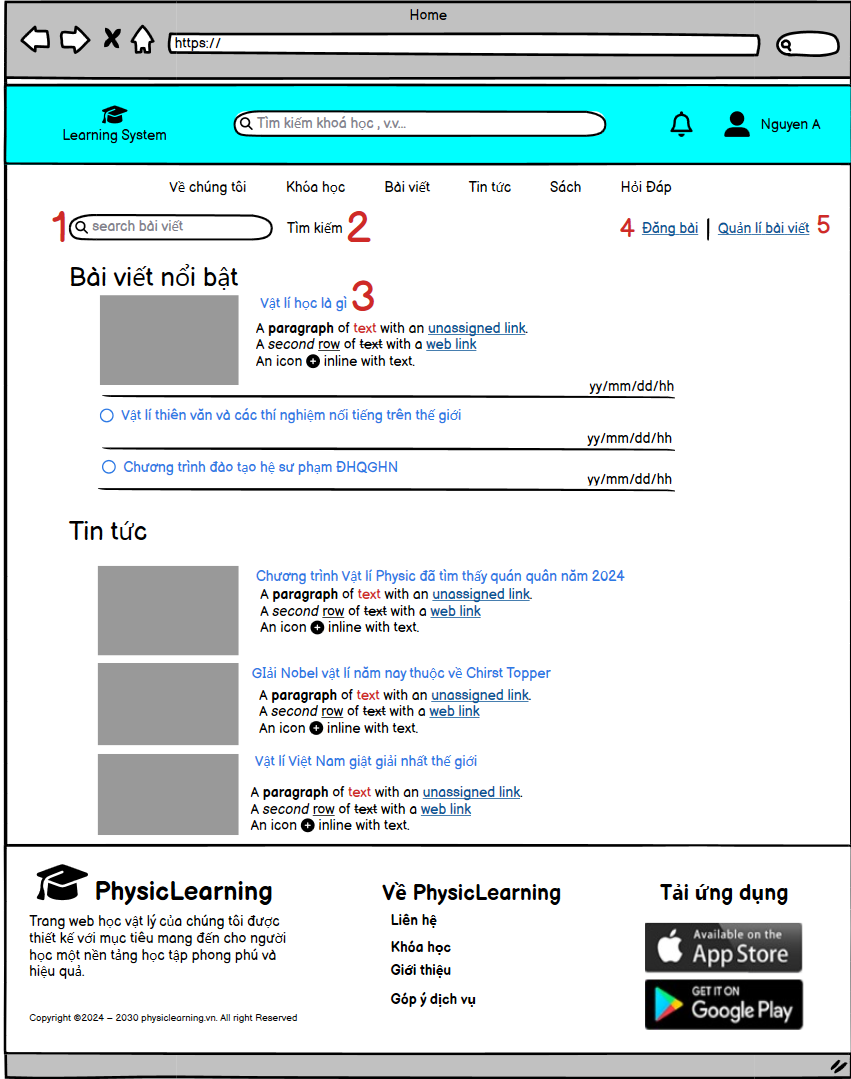 Home
https://
Learning System
Tìm kiếm khoá học , v.v...
Nguyen A
Về chúng tôi
Khóa học
Bài viết
Tin tức
Sách
Hỏi Đáp
1
search bài viết
Tìm kiếm
2
4
Đăng bài
Quản lí bài viết
5
Bài viết nổi bật
Vật lí học là gì
3
A paragraph of text with an unassigned link.
A second row of text with a web link
An icon inline with text.
yy/mm/dd/hh
Vật lí thiên văn và các thí nghiệm nổi tiếng trên thế giới
yy/mm/dd/hh
Chương trình đào tạo hệ sư phạm ĐHQGHN
yy/mm/dd/hh
Tin tức
Chương trình Vật lí Physic đã tìm thấy quán quân năm 2024
A paragraph of text with an unassigned link.
A second row of text with a web link
An icon inline with text.
GIải Nobel vật lí năm nay thuộc về Chirst Topper
A paragraph of text with an unassigned link.
A second row of text with a web link
An icon inline with text.
Vật lí Việt Nam giật giải nhất thế giới
A paragraph of text with an unassigned link.
A second row of text with a web link
An icon inline with text.
PhysicLearning
Trang web học vật lý của chúng tôi được
thiết kế với mục tiêu mang đến cho người
học một nền tảng học tập phong phú và
hiệu quả.
Copyright ©2024 – 2030 physiclearning.vn. All right Reserved
Về PhysicLearning
Liên hệ
Khóa học
Giới thiệu
Góp ý dịch vụ
Tải ứng dụng
Available on the
App Store
GET IT ON
Google Play